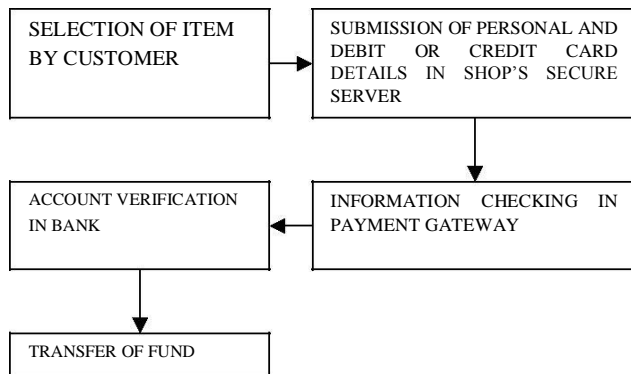 SELECTION OF ITEM
BY CUSTOMER
SUBMISSION OF PERSONAL AND
DEBIT OR CREDIT CARD
DETAILS IN SHOP'S SECURE
SERVER
INFORMATION CHECKING IN
PAYMENT GATEWAY
ACCOUNT VERIFICATION
IN BANK
TRANSFER OF FUND